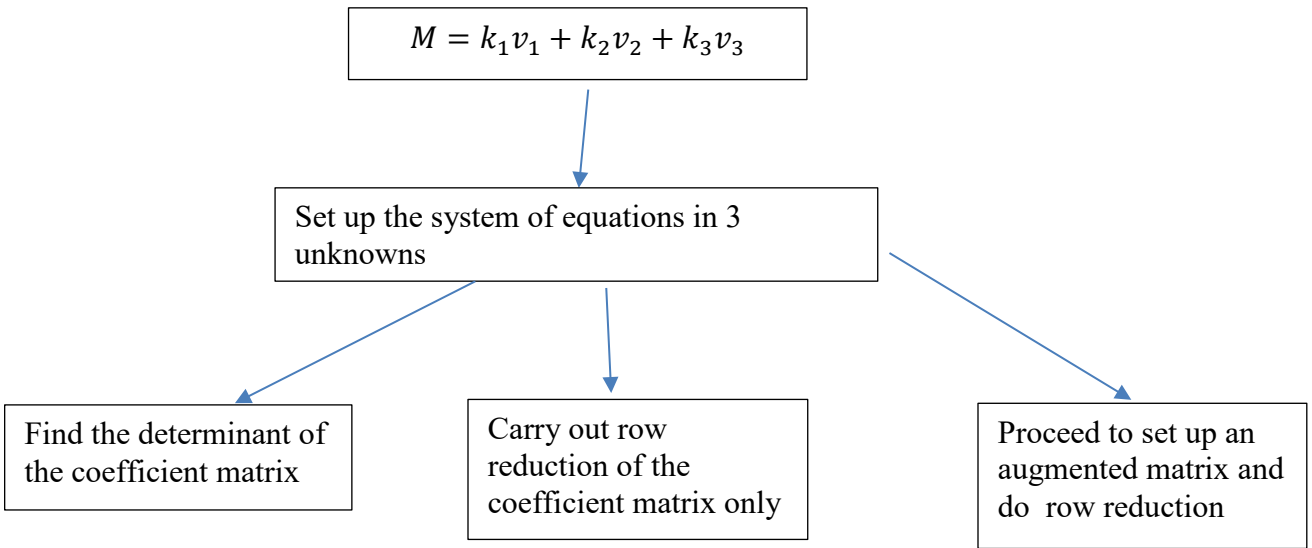 𝑀 = 𝑘₁𝑣₁ + 𝑘₂𝑣₂ + 𝑘₃𝑣₃
Set up the system of equations in 3
unknowns
Find the determinant of
the coefficient matrix
Carry out row
reduction of the
coefficient matrix only
Proceed to set up an
augmented matrix and
do  row reduction